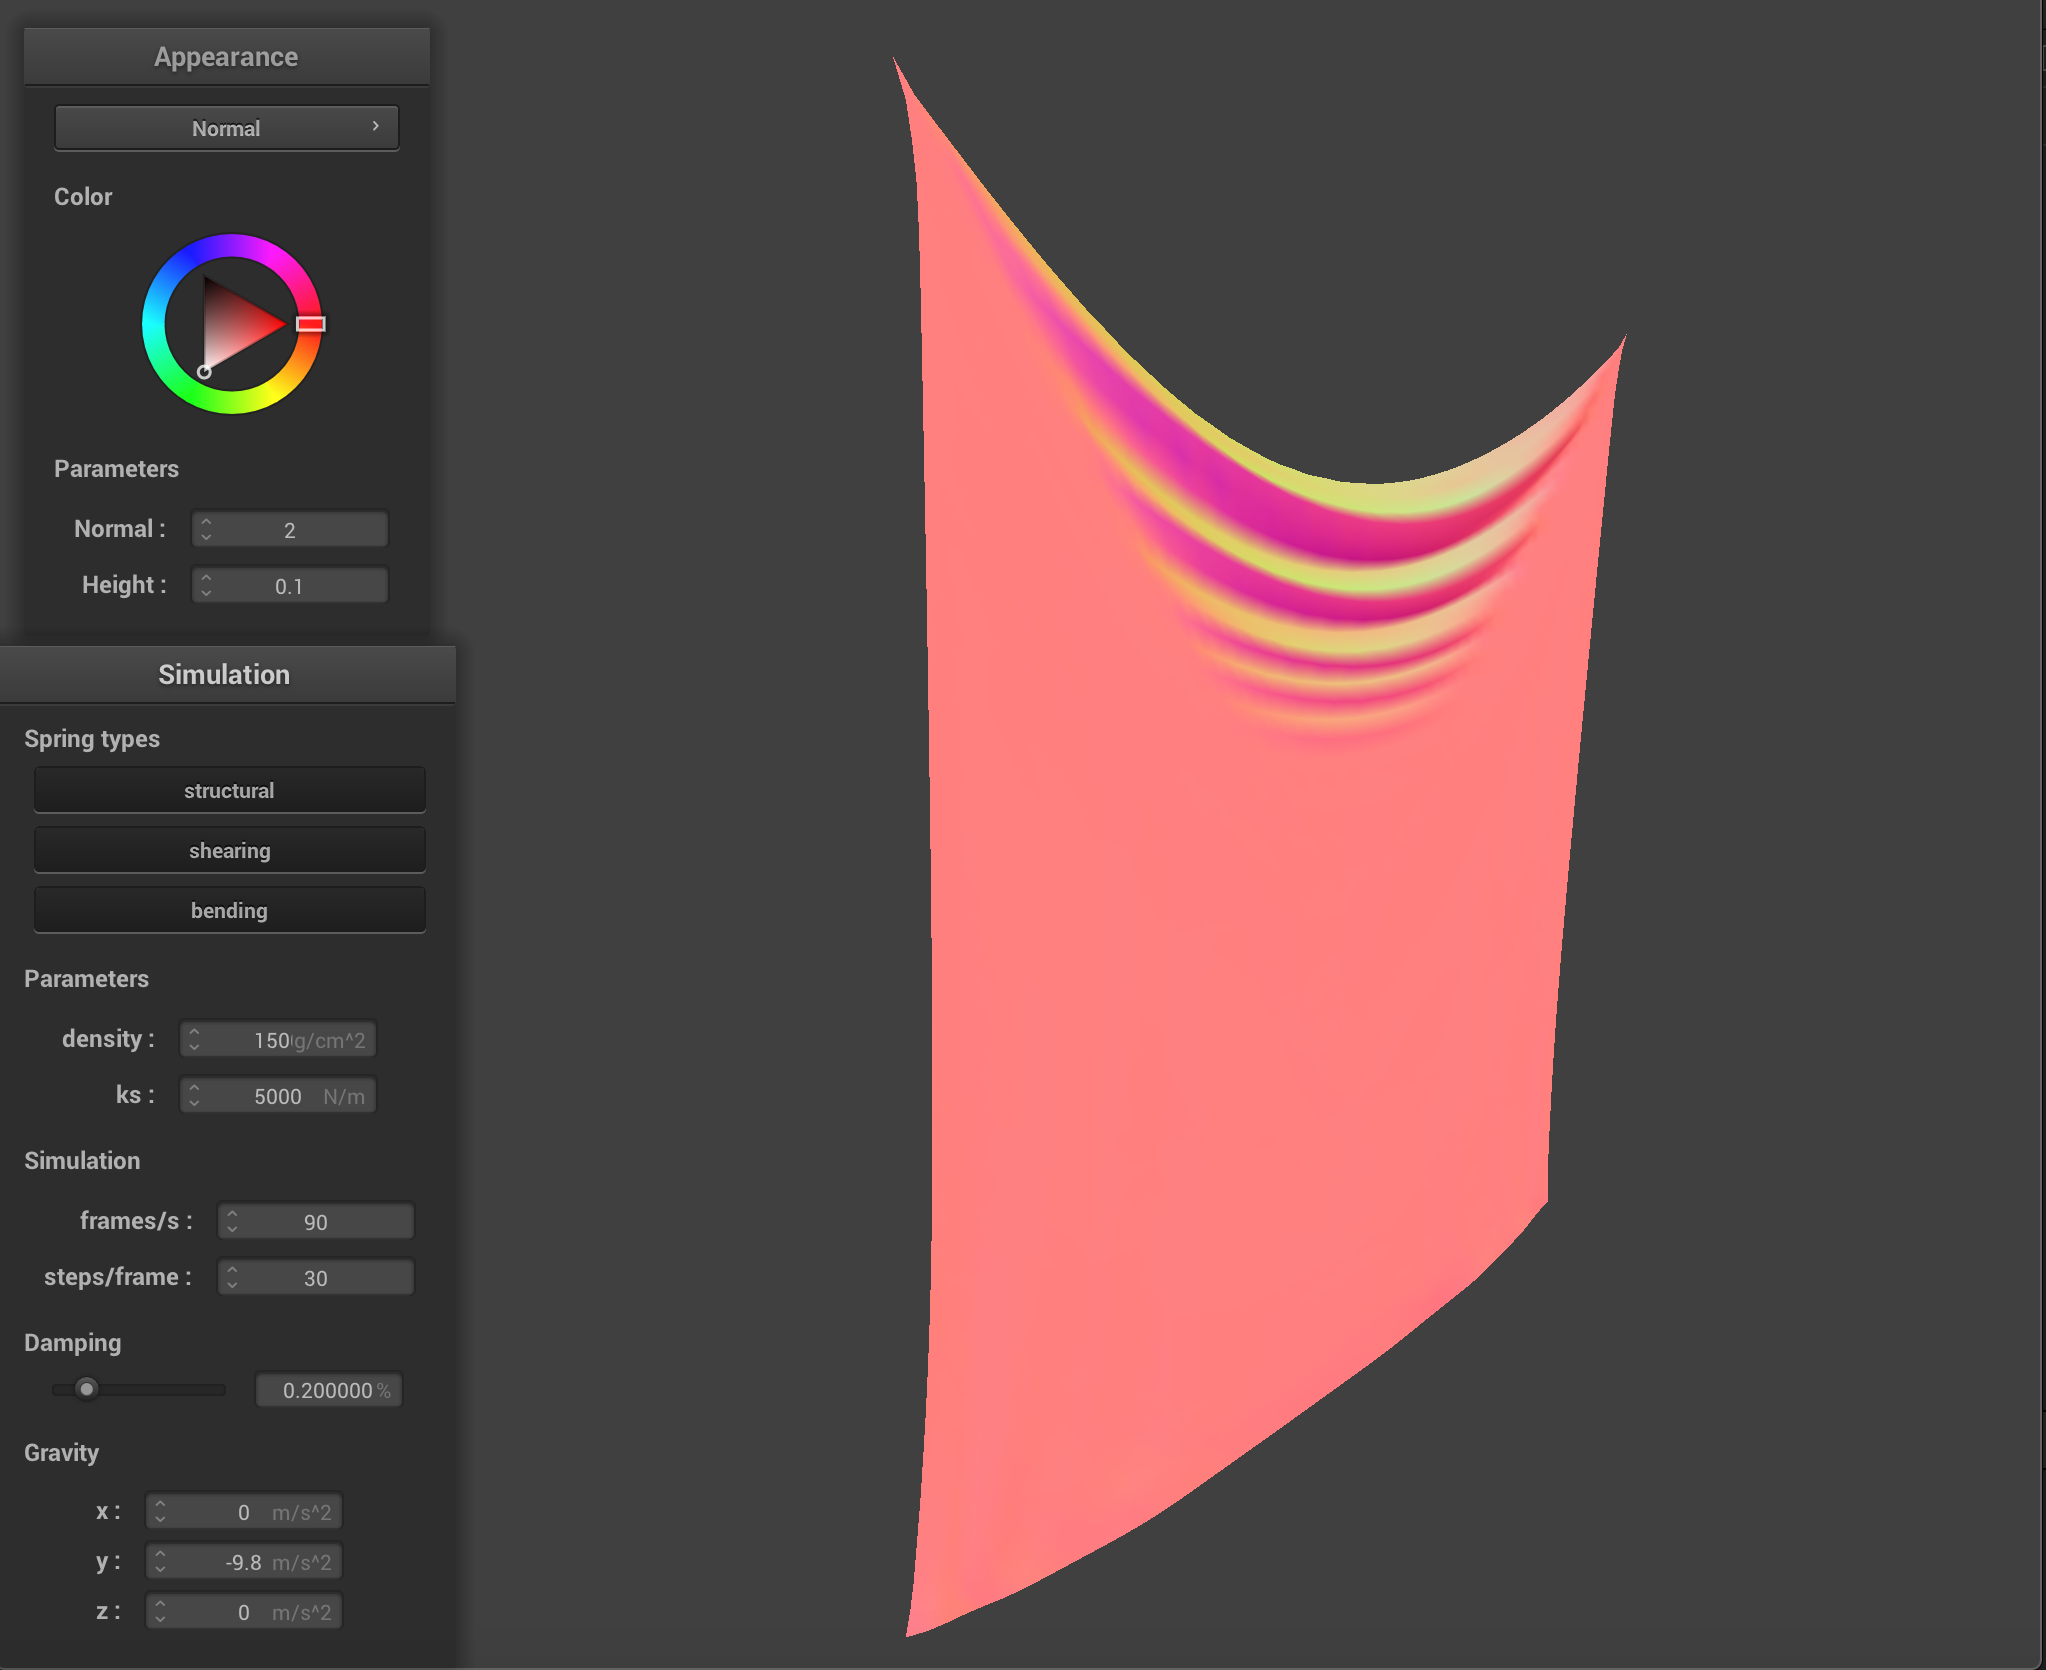 Appearance
Normal
Color
Parameters
Normal : 2
Height : 0.1
Simulation
Spring types
structural
shearing
bending
Parameters
density : 150 g/cm^2
ks : 5000 N/m
Simulation
frames/s : 90
steps/frame : 30
Damping
0.200000 %
Gravity
x : 0 m/s^2
y : -9.8 m/s^2
z : 0 m/s^2